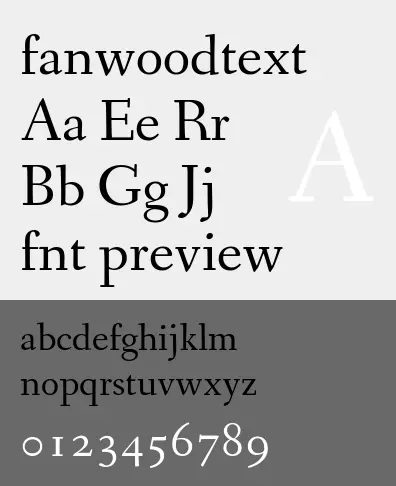 fanwoodtext
Aa Ee Rr
A
Bb Gg Jj
fnt preview
abcdefghijklm
nopqrstuvwxyz
0123456789